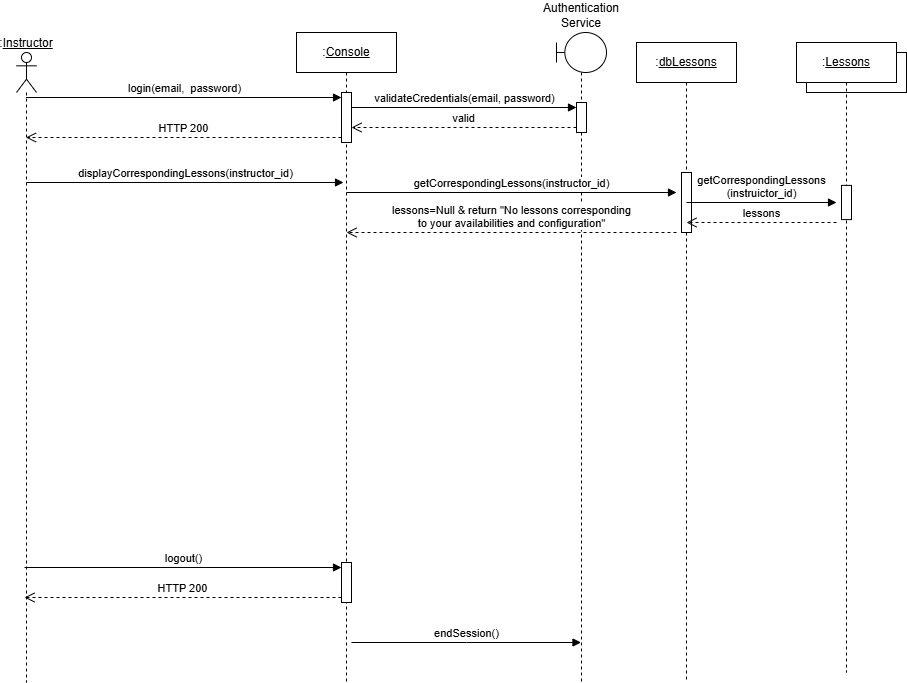 Authentication
Service
:Instructor
:Console
:dbLessons
:Lessons
login(email,  password)
validateCredentials(email, password)
valid
HTTP 200
displayCorrespondingLessons(instructor_id)
getCorrespondingLessons(instructor_id)
getCorrespondingLessons
(instruictor_id)
lessons
lessons=Null & return "No lessons corresponding
to your availabilities and configuration"
logout()
HTTP 200
endSession()